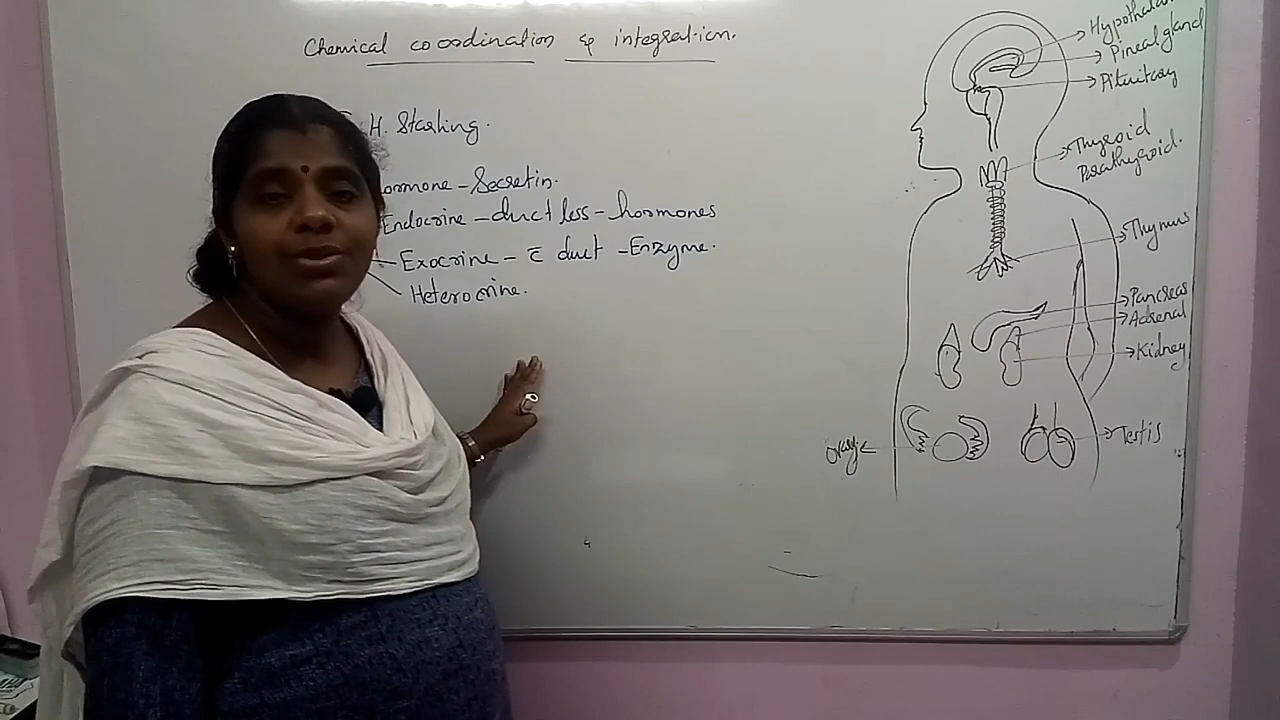 Chemical coordination & integration.
H. Starling.
ormone - Secretin.
Endocrine - duct less - hormones
Exocrine - c̄ duct - Enzyme.
Heterocrine.
Hypothalam
Pineal gland
Pituitary
Thyroid
Parathyroid.
Thymus
Pancreas
Adrenal
Kidney
Ovary
Testis